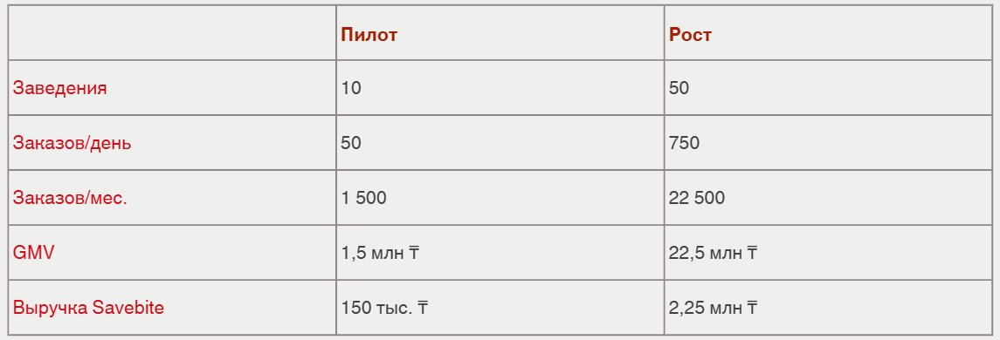 Пилот Рост
Заведения 10 50
Заказов/день 50 750
Заказов/мес. 1 500 22 500
GMV 1,5 млн ₸ 22,5 млн ₸
Выручка Savebite 150 тыс. ₸ 2,25 млн ₸